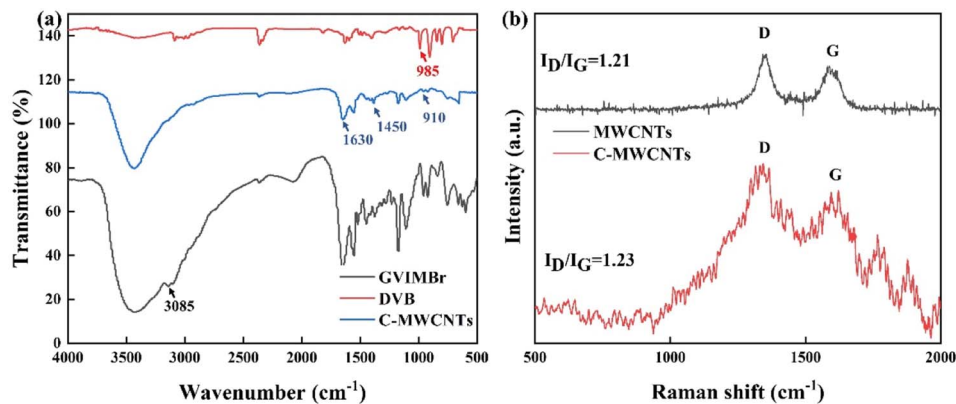 (a)
140
120
100
80
60
40
20
0
Transmittance (%)
985
1630
1450
910
3085
GVIMBr
DVB
C-MWCNTs
4000 3500 3000 2500 2000 1500 1000 500
Wavenumber (cm⁻¹)
(b)
D
G
I_D/I_G=1.21
MWCNTs
C-MWCNTs
D
G
I_D/I_G=1.23
Intensity (a.u.)
500 1000 1500 2000
Raman shift (cm⁻¹)